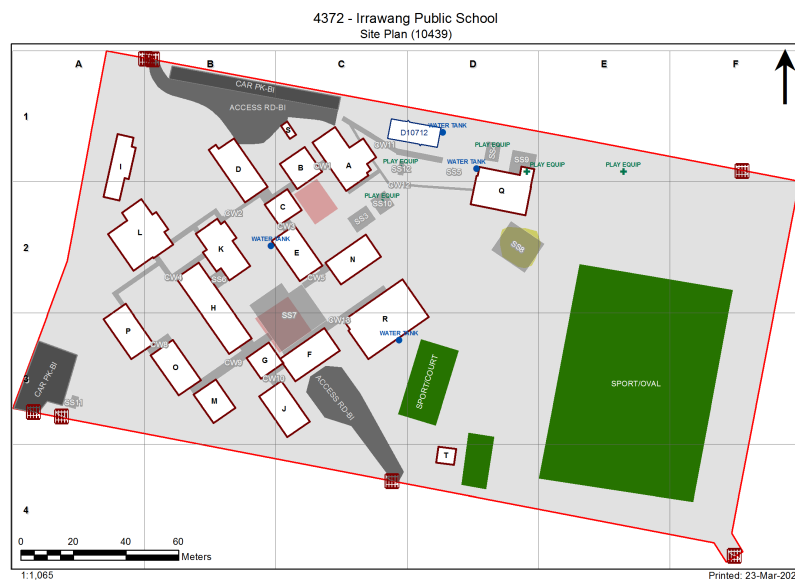 4372 - Irrawang Public School
Site Plan (10439)
A B C D E F
CAR PK-BI
ACCESS RD-BI
1
S
D10712
WATER TANK
CW11
PLAY EQUIP
SS9
PLAY EQUIP
PLAY EQUIP
I
D
B
CW1
A
PLAY EQUIP
SS12
WATER TANK
SS5
CW12
Q
PLAY EQUIP
SS10
C
CW2
CW3
SS3
L
2
K
WATER TANK
E
N
SS8
CW4
SS6
CW5
H
SS7
CW13
R
P
WATER TANK
CW8
O
CW9
G
F
CW10
3
CAR PK-BI
SS11
M
J
ACCESS RD-BI
SPORT/COURT
SPORT/OVAL
T
4
0 20 40 60
Meters
1:1,065
Printed: 23-Mar-202